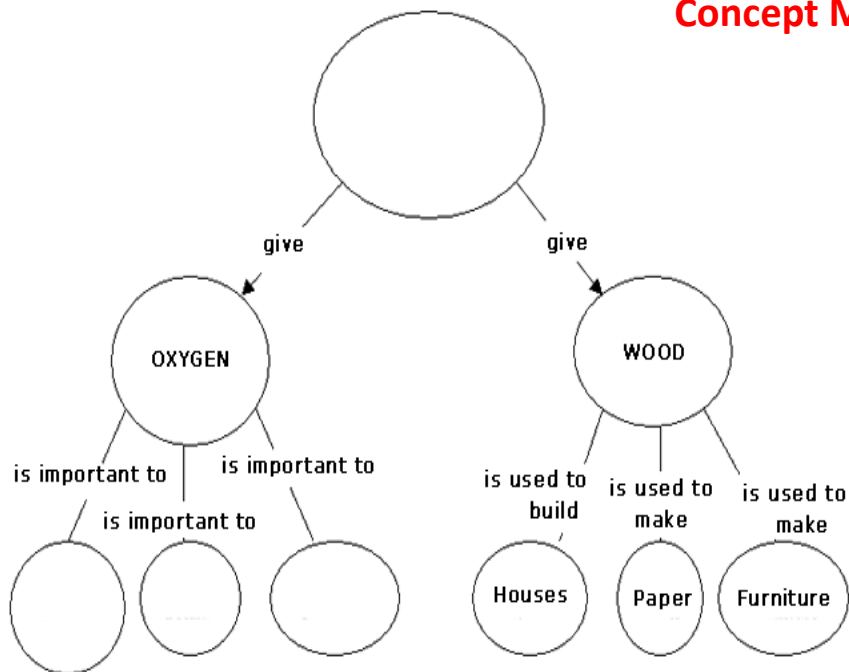 Concept M
give
give
OXYGEN
WOOD
is important to
is important to
is important to
is used to
build
is used to
make
is used to
make
Houses
Paper
Furniture